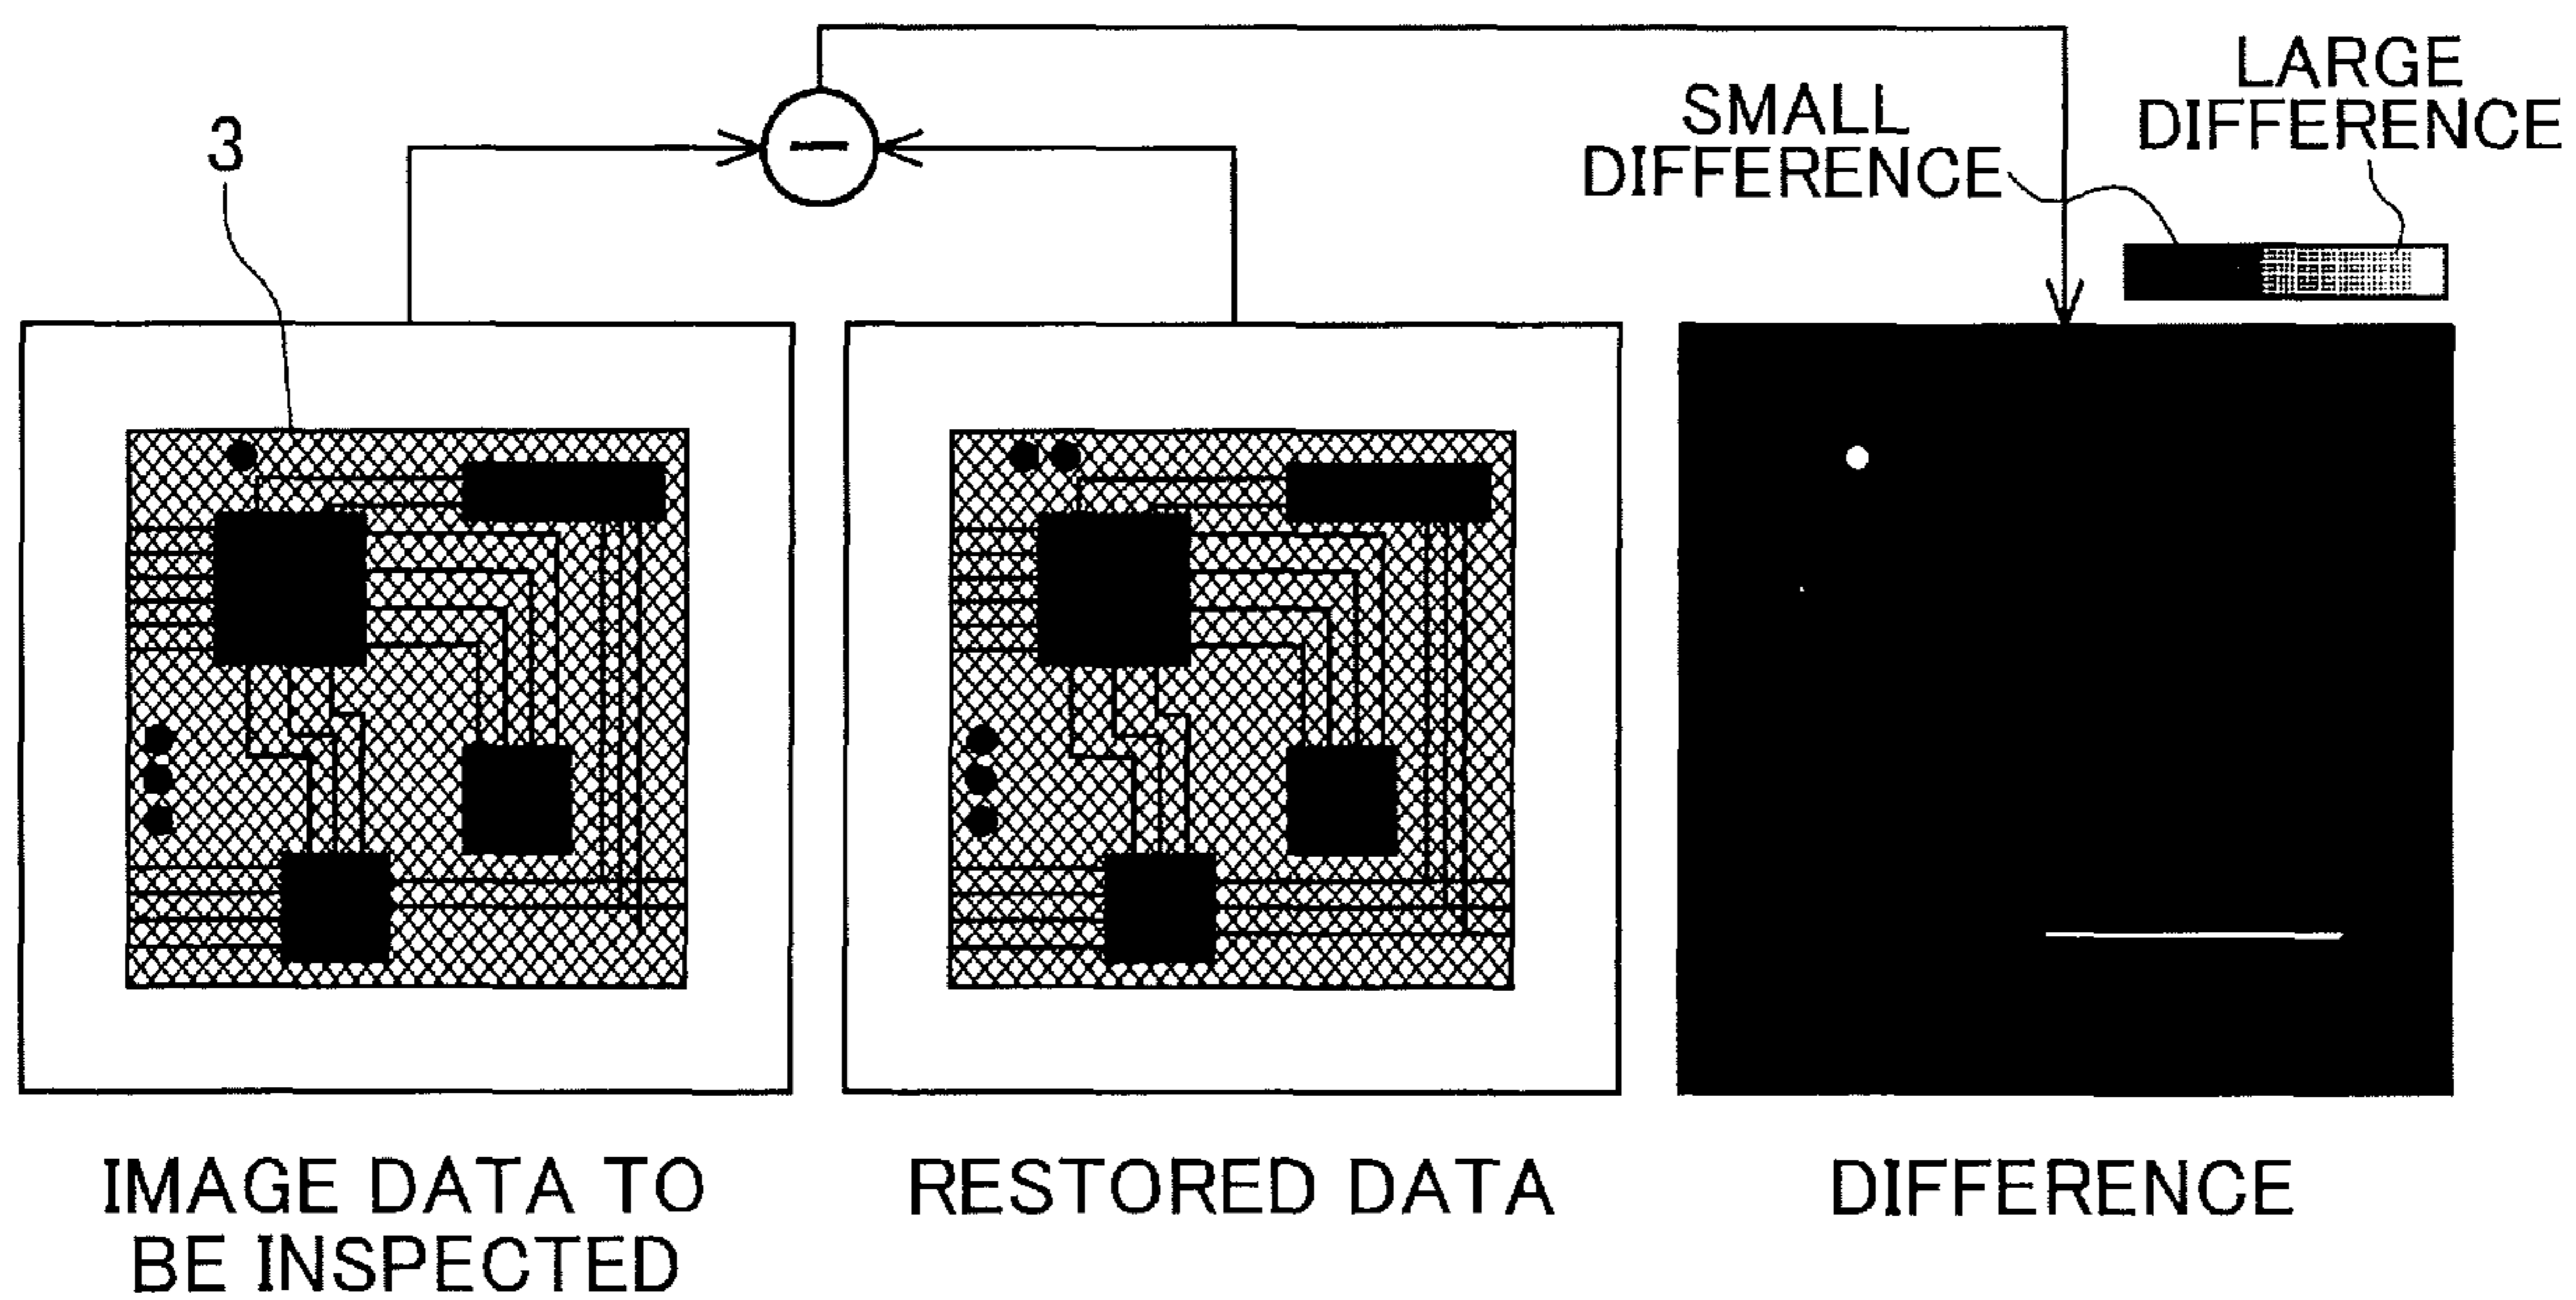 3
−
SMALL
DIFFERENCE
LARGE
DIFFERENCE
IMAGE DATA TO
BE INSPECTED
RESTORED DATA
DIFFERENCE